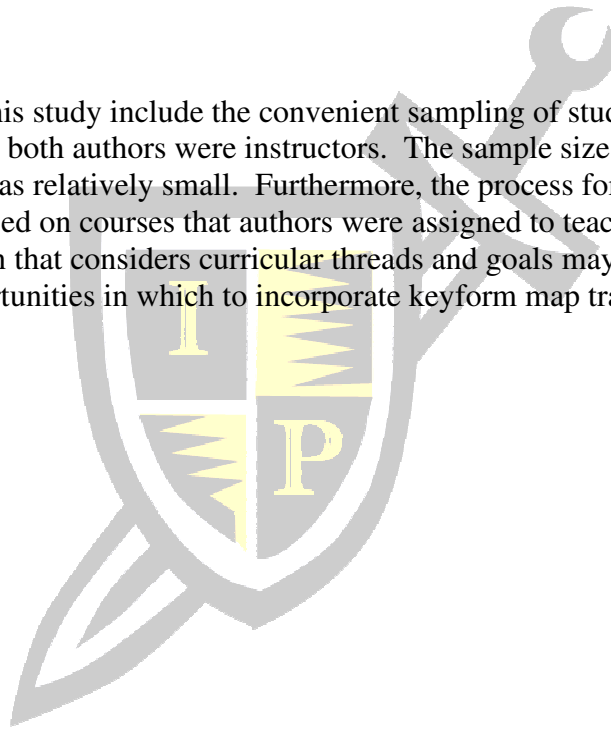 his study include the convenient sampling of stud
both authors were instructors. The sample size
as relatively small. Furthermore, the process for
ed on courses that authors were assigned to teac
that considers curricular threads and goals may
rtunities in which to incorporate keyform map tra
I
P